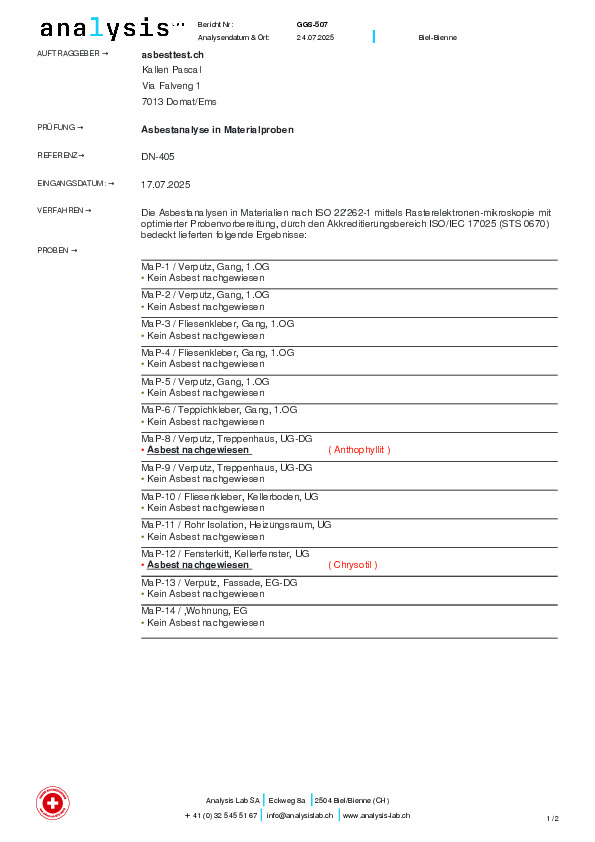 analysis
Bericht Nr: GGS-507
Analysendatum & Ort: 24.07.2025 Biel-Bienne
AUFTRAGGEBER → asbesttest.ch
Kallen Pascal
Via Falveng 1
7013 Domat/Ems
PRÜFUNG → Asbestanalyse in Materialproben
REFERENZ→ DN-405
EINGANGSDATUM: → 17.07.2025
VERFAHREN → Die Asbestanalysen in Materialien nach ISO 22'262-1 mittels Rasterelektronen-mikroskopie mit
optimierter Probenvorbereitung, durch den Akkreditierungsbereich ISO/IEC 17'025 (STS 0670)
bedeckt lieferten folgende Ergebnisse:
PROBEN →
MaP-1 / Verputz, Gang, 1.OG
• Kein Asbest nachgewiesen
MaP-2 / Verputz, Gang, 1.OG
• Kein Asbest nachgewiesen
MaP-3 / Fliesenkleber, Gang, 1.OG
• Kein Asbest nachgewiesen
MaP-4 / Fliesenkleber, Gang, 1.OG
• Kein Asbest nachgewiesen
MaP-5 / Verputz, Gang, 1.OG
• Kein Asbest nachgewiesen
MaP-6 / Teppichkleber, Gang, 1.OG
• Kein Asbest nachgewiesen
MaP-8 / Verputz, Treppenhaus, UG-DG
• Asbest nachgewiesen ( Anthophyllit )
MaP-9 / Verputz, Treppenhaus, UG-DG
• Kein Asbest nachgewiesen
MaP-10 / Fliesenkleber, Kellerboden, UG
• Kein Asbest nachgewiesen
MaP-11 / Rohr Isolation, Heizungsraum, UG
• Kein Asbest nachgewiesen
MaP-12 / Fensterkitt, Kellerfenster, UG
• Asbest nachgewiesen ( Chrysotil )
MaP-13 / Verputz, Fassade, EG-DG
• Kein Asbest nachgewiesen
MaP-14 / ,Wohnung, EG
• Kein Asbest nachgewiesen
Analysis Lab SA | Eckweg 8a | 2504 Biel/Bienne (CH)
+ 41 (0) 32 545 51 67 | info@analysislab.ch | www.analysis-lab.ch
1 / 2